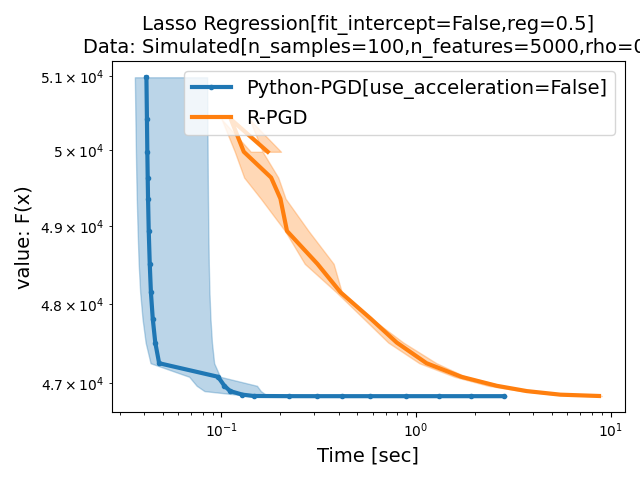 Lasso Regression[fit_intercept=False,reg=0.5]
Data: Simulated[n_samples=100,n_features=5000,rho=0
5.1 × 10⁴
5 × 10⁴
4.9 × 10⁴
4.8 × 10⁴
4.7 × 10⁴
value: F(x)
Python-PGD[use_acceleration=False]
R-PGD
10⁻¹
10⁰
10¹
Time [sec]